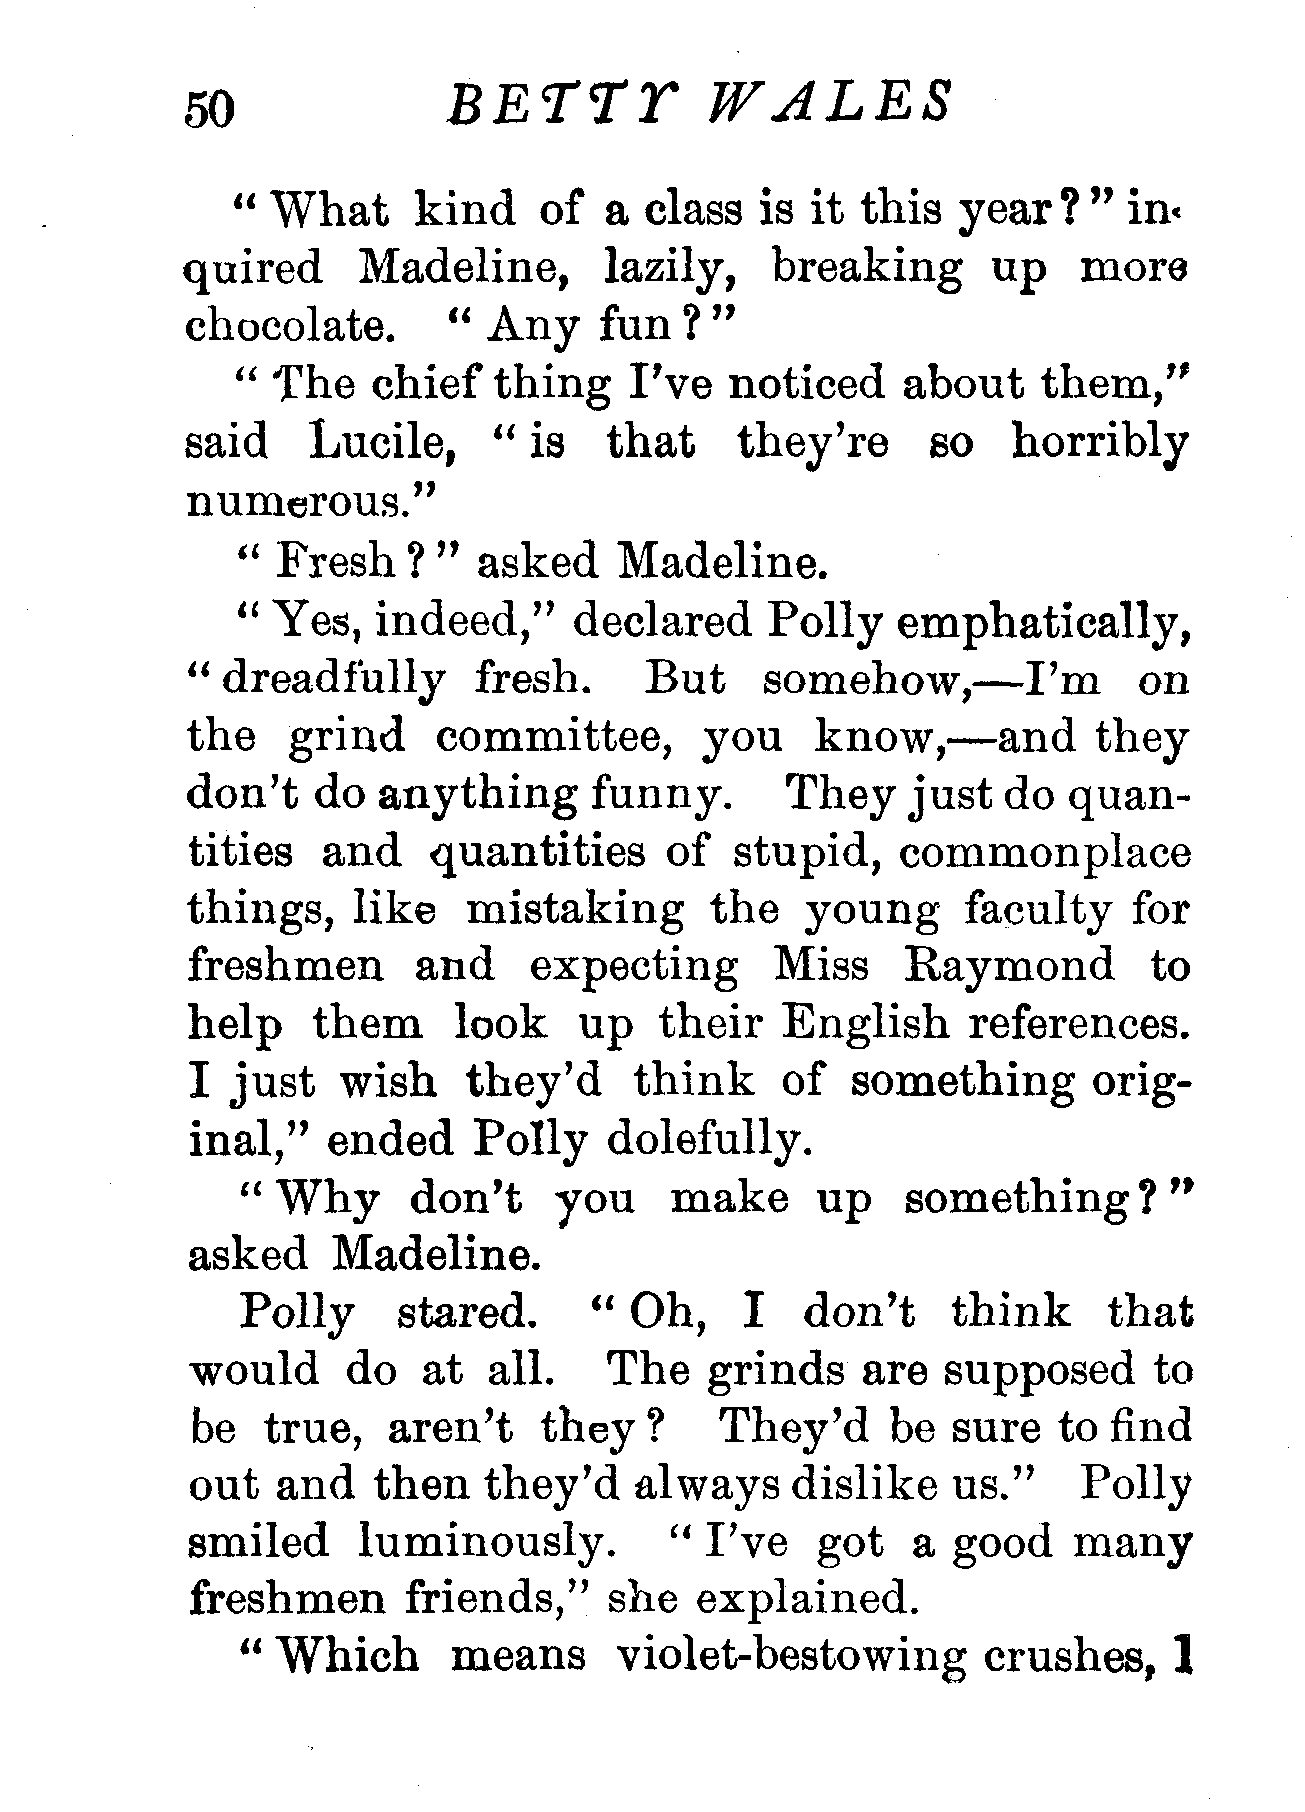 50 BETTY WALES
“ What kind of a class is it this year ? ” in-
quired Madeline, lazily, breaking up more
chocolate. “ Any fun ? ”
“ The chief thing I’ve noticed about them,”
said Lucile, “ is that they’re so horribly
numerous.”
“ Fresh ? ” asked Madeline.
“ Yes, indeed,” declared Polly emphatically,
“ dreadfully fresh. But somehow,—I’m on
the grind committee, you know,—and they
don’t do anything funny. They just do quan-
tities and quantities of stupid, commonplace
things, like mistaking the young faculty for
freshmen and expecting Miss Raymond to
help them look up their English references.
I just wish they’d think of something orig-
inal,” ended Polly dolefully.
“ Why don’t you make up something ? ”
asked Madeline.
Polly stared. “ Oh, I don’t think that
would do at all. The grinds are supposed to
be true, aren’t they ? They’d be sure to find
out and then they’d always dislike us.” Polly
smiled luminously. “ I’ve got a good many
freshmen friends,” she explained.
“ Which means violet-bestowing crushes, I